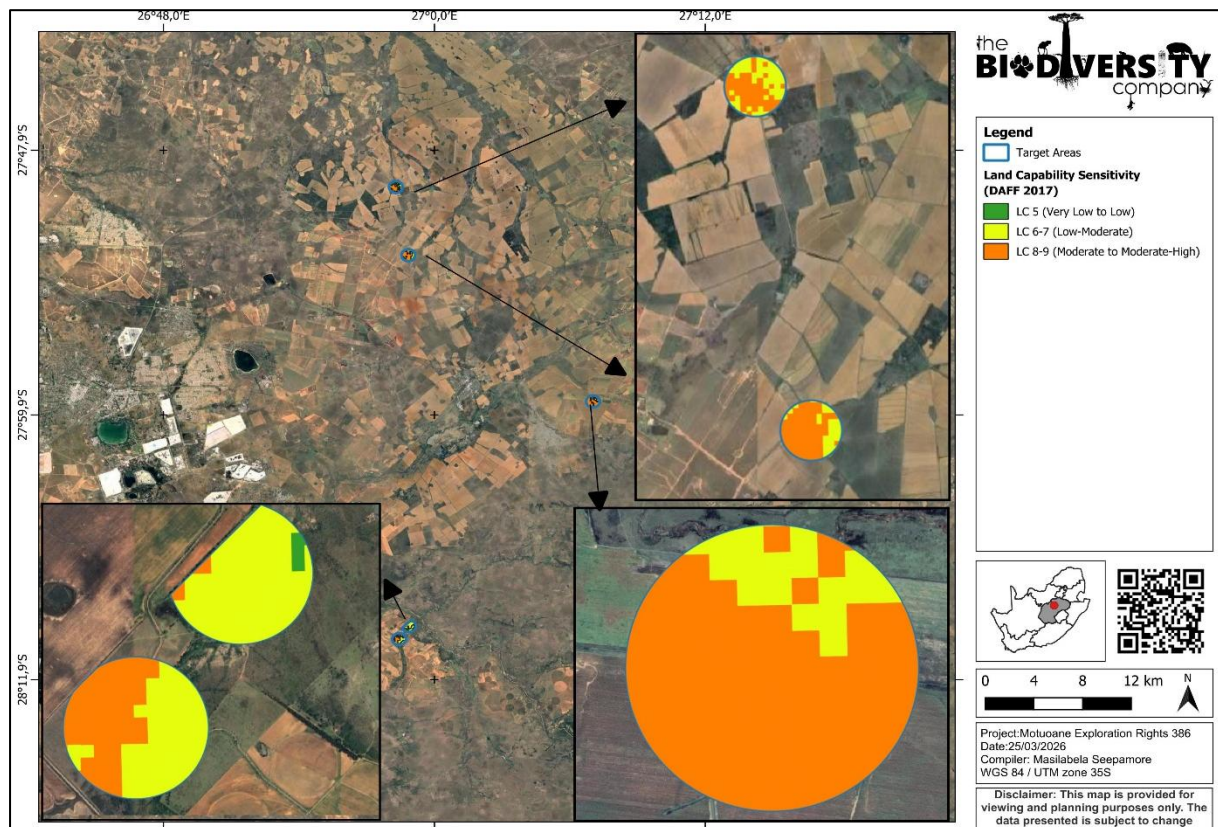 26°48,0'E
27°0,0'E
27°12,0'E
27°47,9'S
27°59,9'S
28°11,9'S
the
BIODIVERSITY
company
Legend
Target Areas
Land Capability Sensitivity
(DAFF 2017)
LC 5 (Very Low to Low)
LC 6-7 (Low-Moderate)
LC 8-9 (Moderate to Moderate-High)
0 4 8 12 km
N
Project:Motuoane Exploration Rights 386
Date:25/03/2026
Compiler: Masilabela Seepamore
WGS 84 / UTM zone 35S
Disclaimer: This map is provided for
viewing and planning purposes only. The
data presented is subject to change